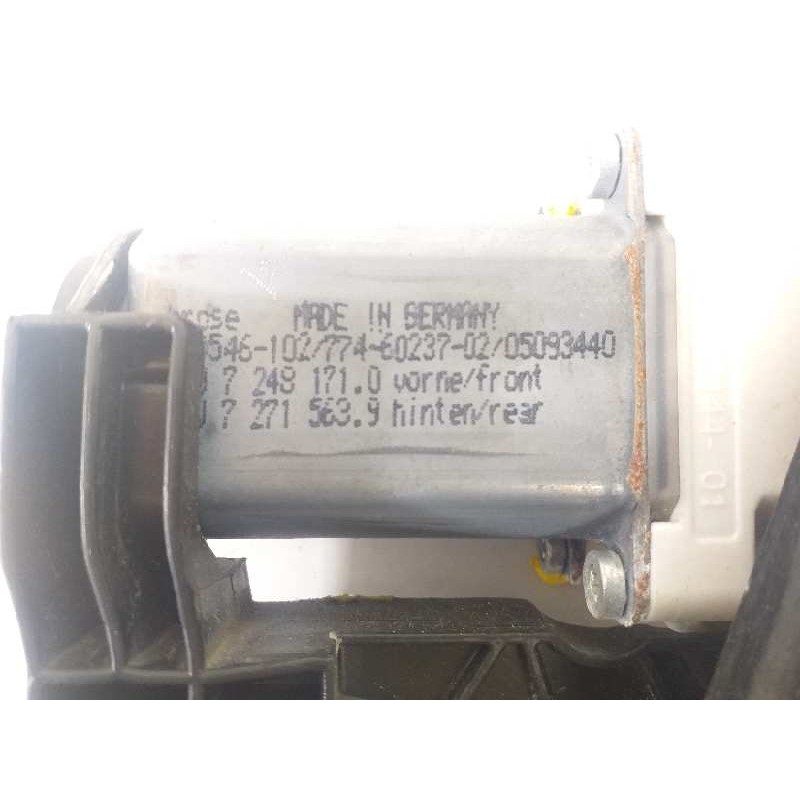 MADE IN GERMANY
546-102/774-60237-02/05093440
7 248 171.0 vorne/front
7 271 563.9 hinten/rear
01